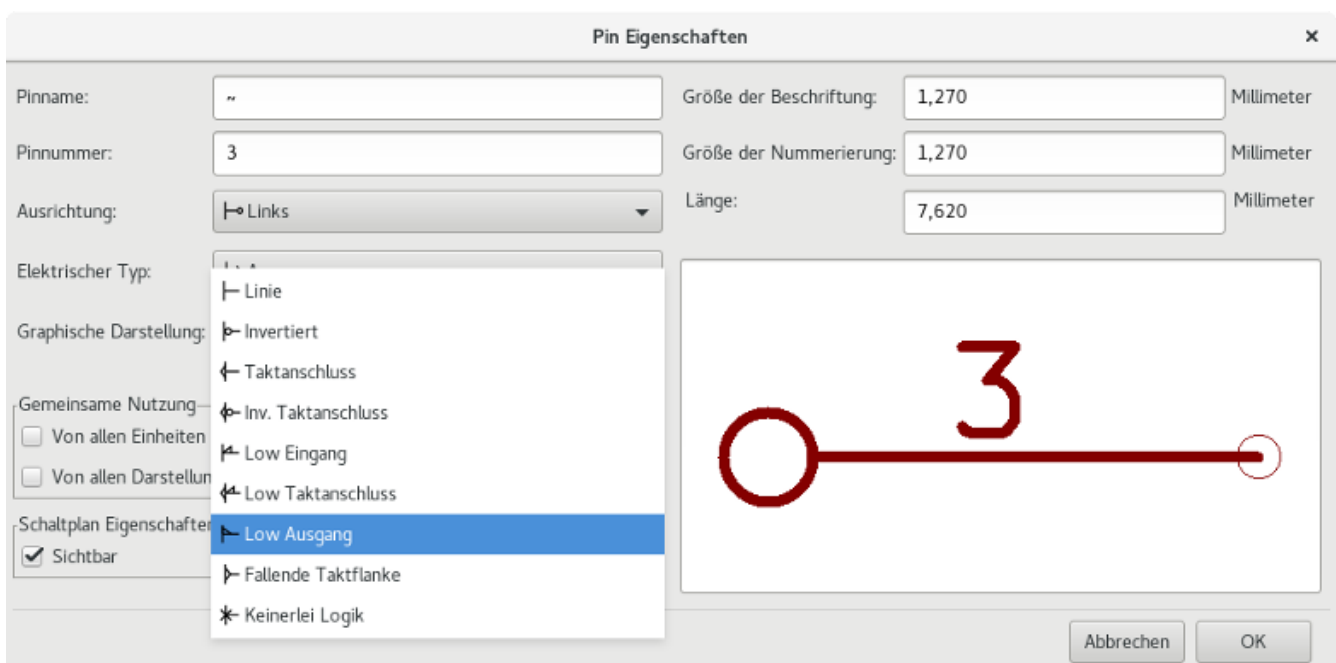 Pin Eigenschaften ×
Pinname: ~ Größe der Beschriftung: 1,270 Millimeter
Pinnummer: 3 Größe der Nummerierung: 1,270 Millimeter
Ausrichtung: Links Länge: 7,620 Millimeter
Elektrischer Typ:
Linie
Graphische Darstellung: Invertiert
Taktanschluss
Gemeinsame Nutzung
Inv. Taktanschluss
Von allen Einheiten
Low Eingang
Von allen Darstellun
Low Taktanschluss
Schaltplan Eigenschaften
Low Ausgang
Sichtbar
Fallende Taktflanke
Keinerlei Logik
3
Abbrechen OK